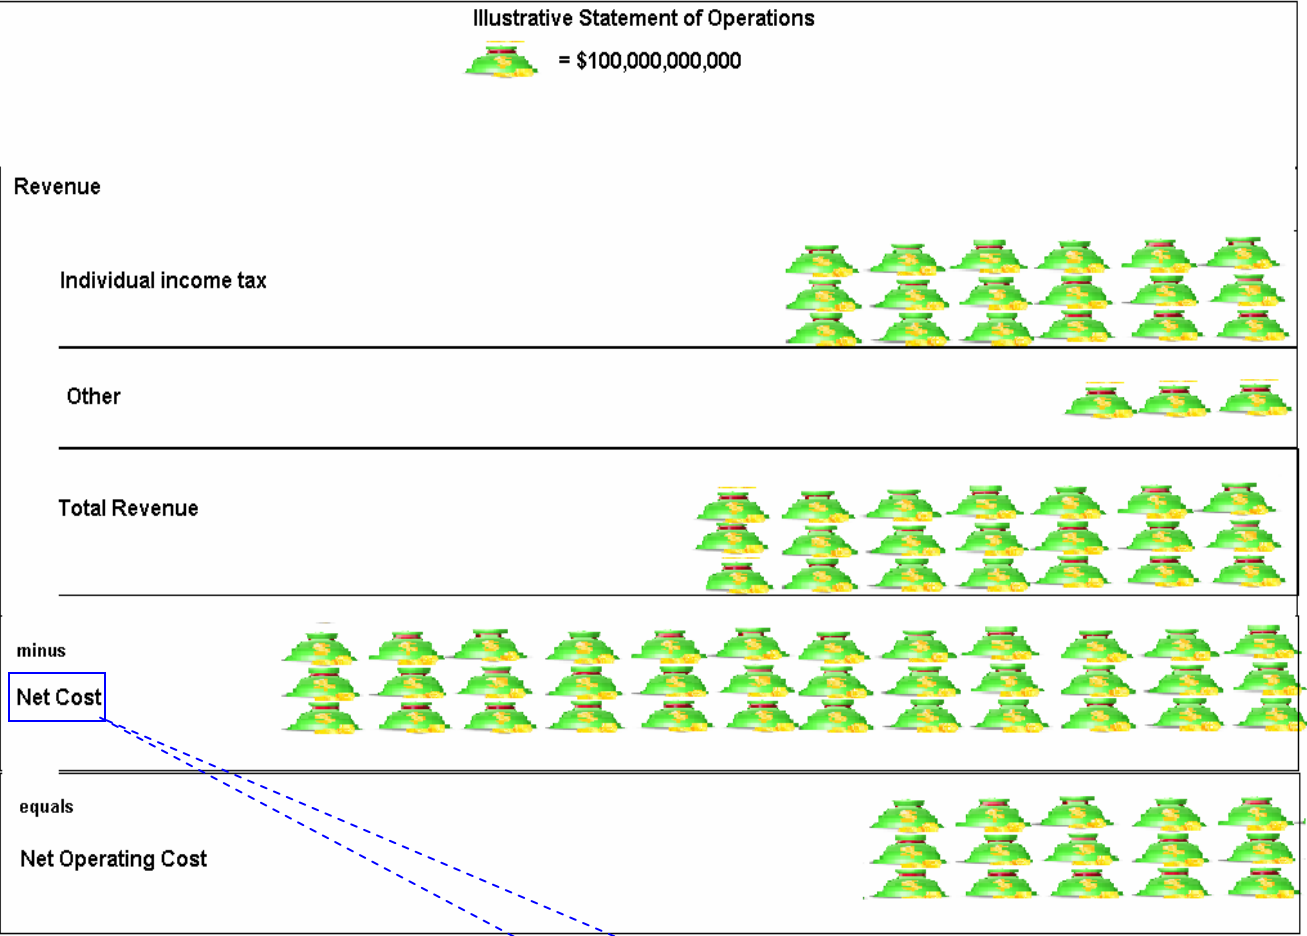 Illustrative Statement of Operations
= $100,000,000,000
Revenue
Individual income tax
Other
Total Revenue
minus
Net Cost
equals
Net Operating Cost